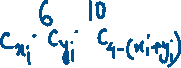 6 10
C_{x_i} · C_{y_i} · C_{4-(x_i+y_i)}